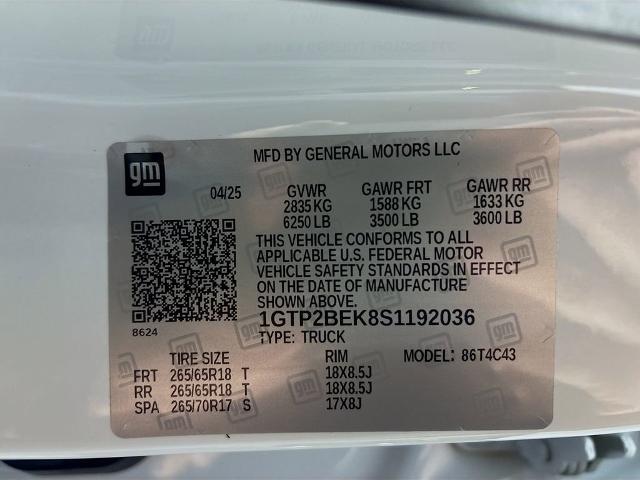 gm
MFD BY GENERAL MOTORS LLC
04/25 GVWR GAWR FRT GAWR RR
2835 KG 1588 KG 1633 KG
6250 LB 3500 LB 3600 LB
THIS VEHICLE CONFORMS TO ALL
APPLICABLE U.S. FEDERAL MOTOR
VEHICLE SAFETY STANDARDS IN EFFECT
ON THE DATE OF MANUFACTURE
SHOWN ABOVE.
8624
1GTP2BEK8S1192036
TYPE: TRUCK
TIRE SIZE RIM MODEL: 86T4C43
FRT 265/65R18 T 18X8.5J
RR 265/65R18 T 18X8.5J
SPA 265/70R17 S 17X8J